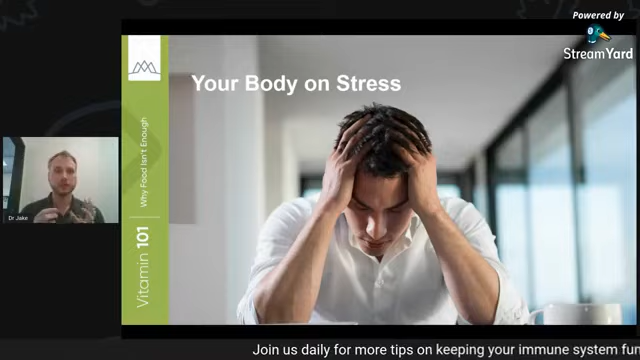 Powered by
StreamYard
Your Body on Stress
Why Food Isn't Enough
Vitamin 101
Dr Jake
Join us daily for more tips on keeping your immune system fun